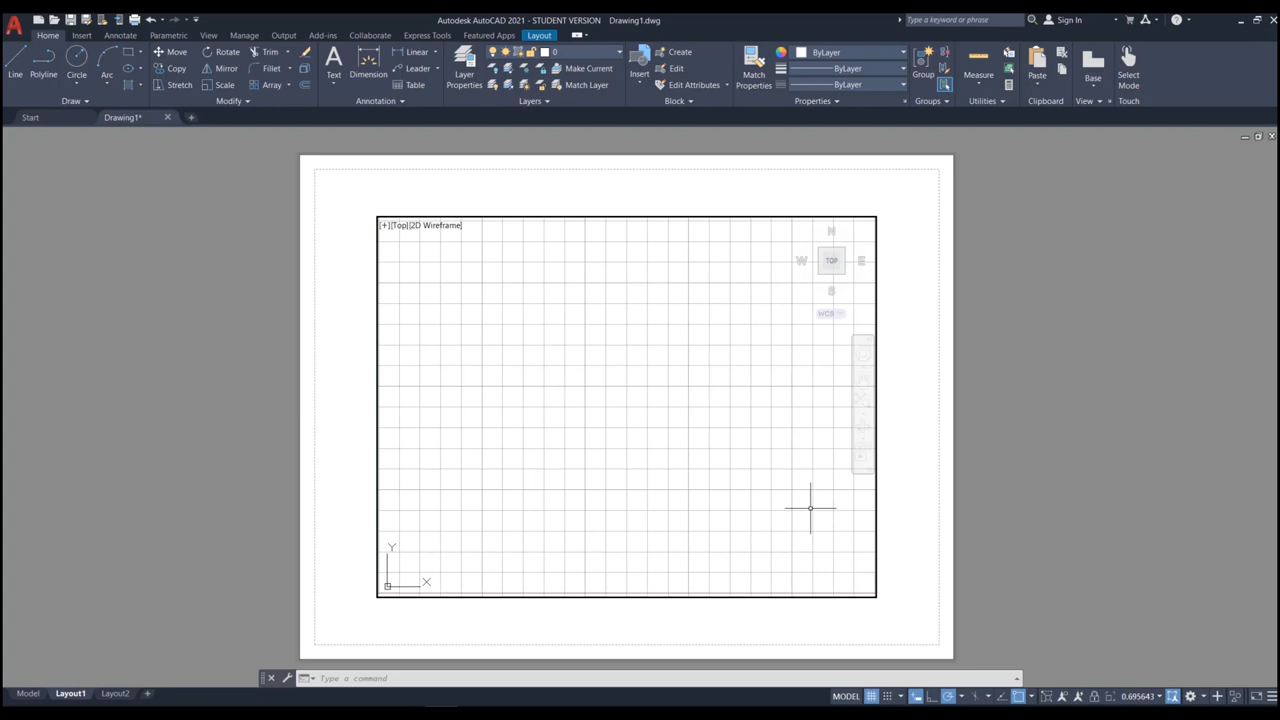 Autodesk AutoCAD 2021 - STUDENT VERSION Drawing1.dwg
Type a keyword or phrase
Sign In
Home Insert Annotate Parametric View Manage Output Add-ins Collaborate Express Tools Featured Apps Layout
Line Polyline Circle Arc
Move Rotate Trim
Copy Mirror Fillet
Stretch Scale Array
Text Dimension
Linear
Leader
Table
Layer Properties
0
Make Current
Match Layer
Insert
Create
Edit
Edit Attributes
Match Properties
ByLayer
ByLayer
ByLayer
Group Measure Paste Base Select Mode
Draw Modify Annotation Layers Block Properties Groups Utilities Clipboard View Touch
Start Drawing1*
[+][Top][2D Wireframe]
N
W TOP E
S
WCS
Y
X
Type a command
Model Layout1 Layout2
MODEL 0.695643